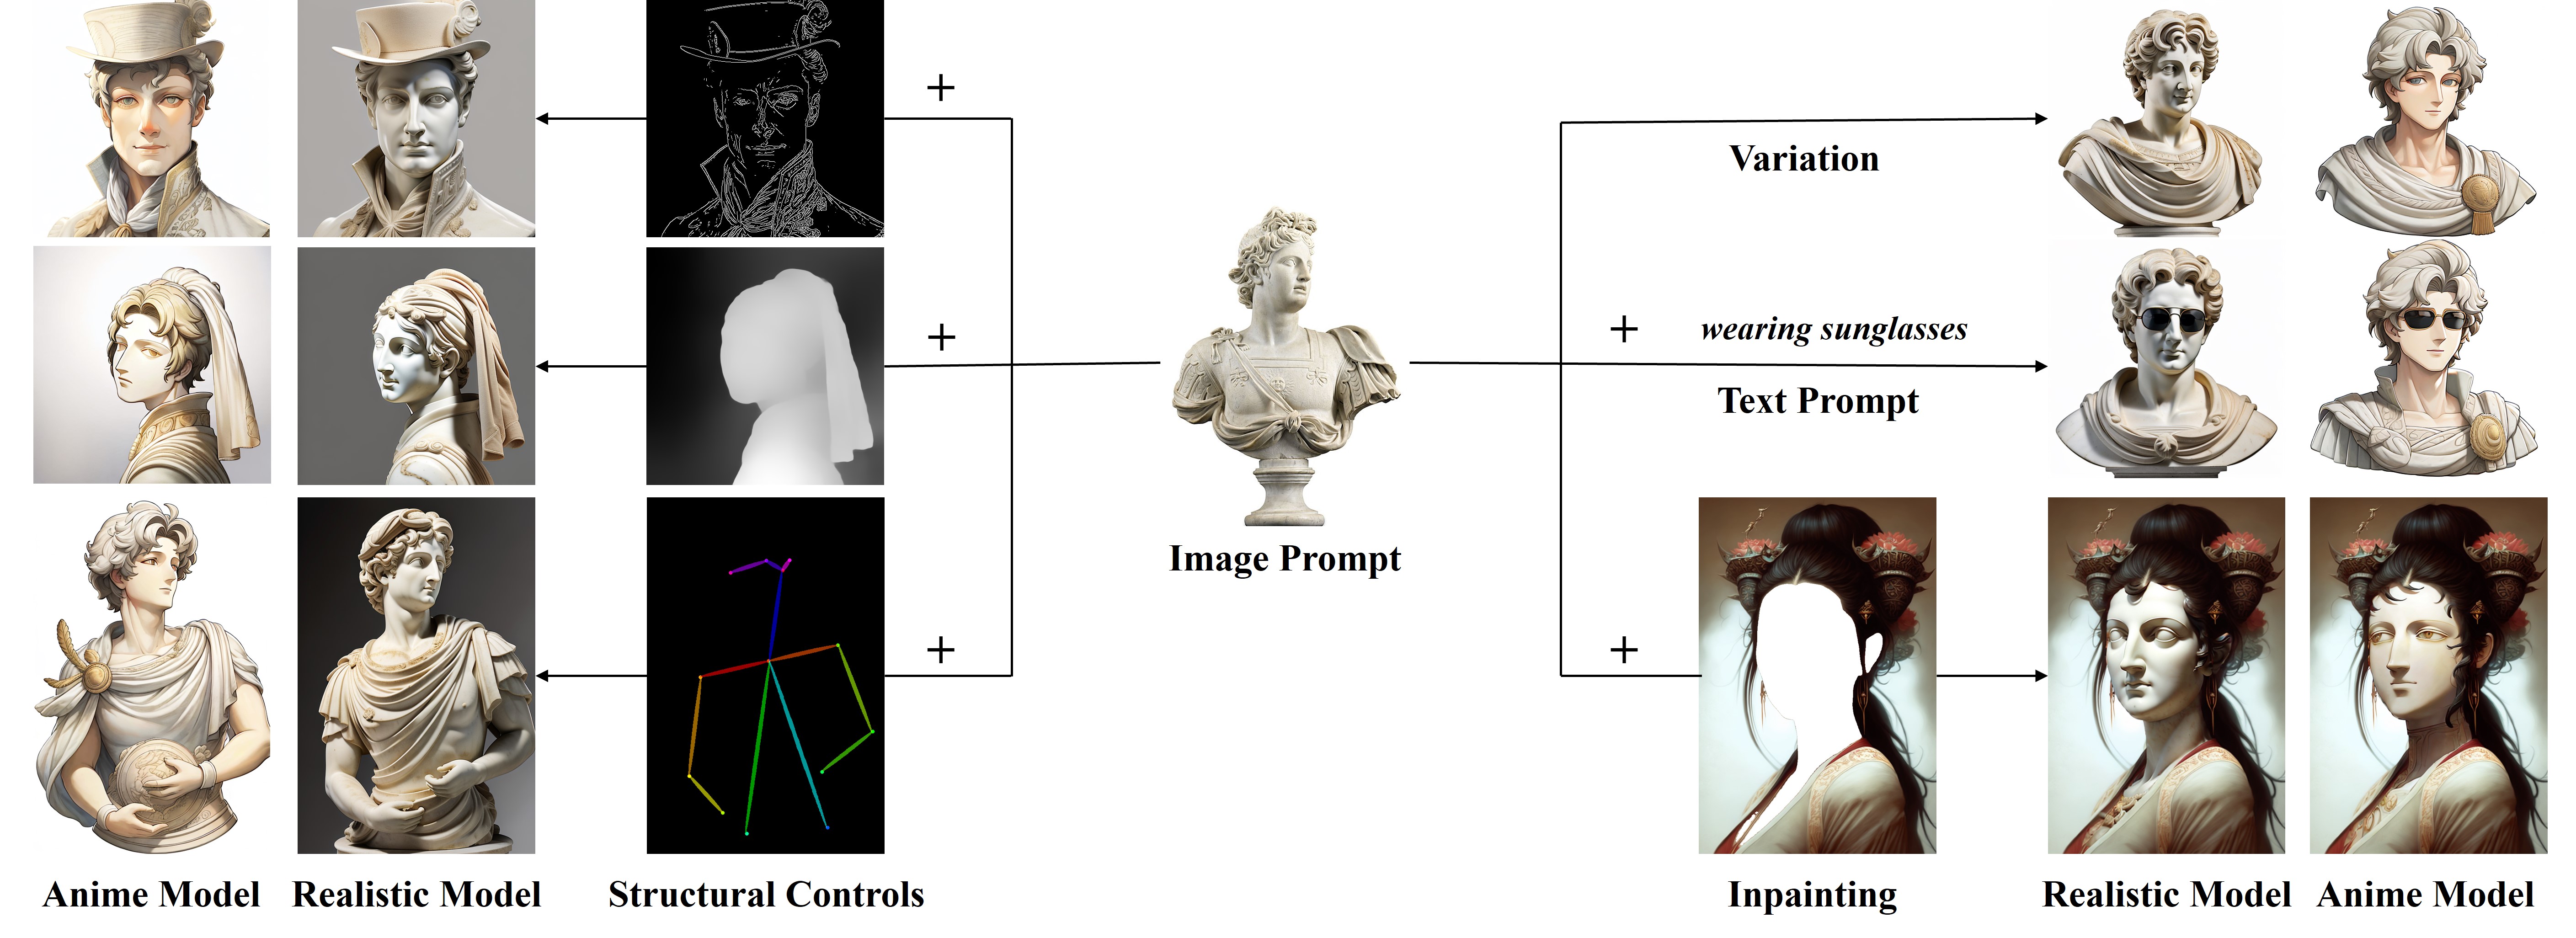 +
Variation
+
+ wearing sunglasses
Text Prompt
Image Prompt
+
+
Anime Model
Realistic Model
Structural Controls
Inpainting
Realistic Model
Anime Model